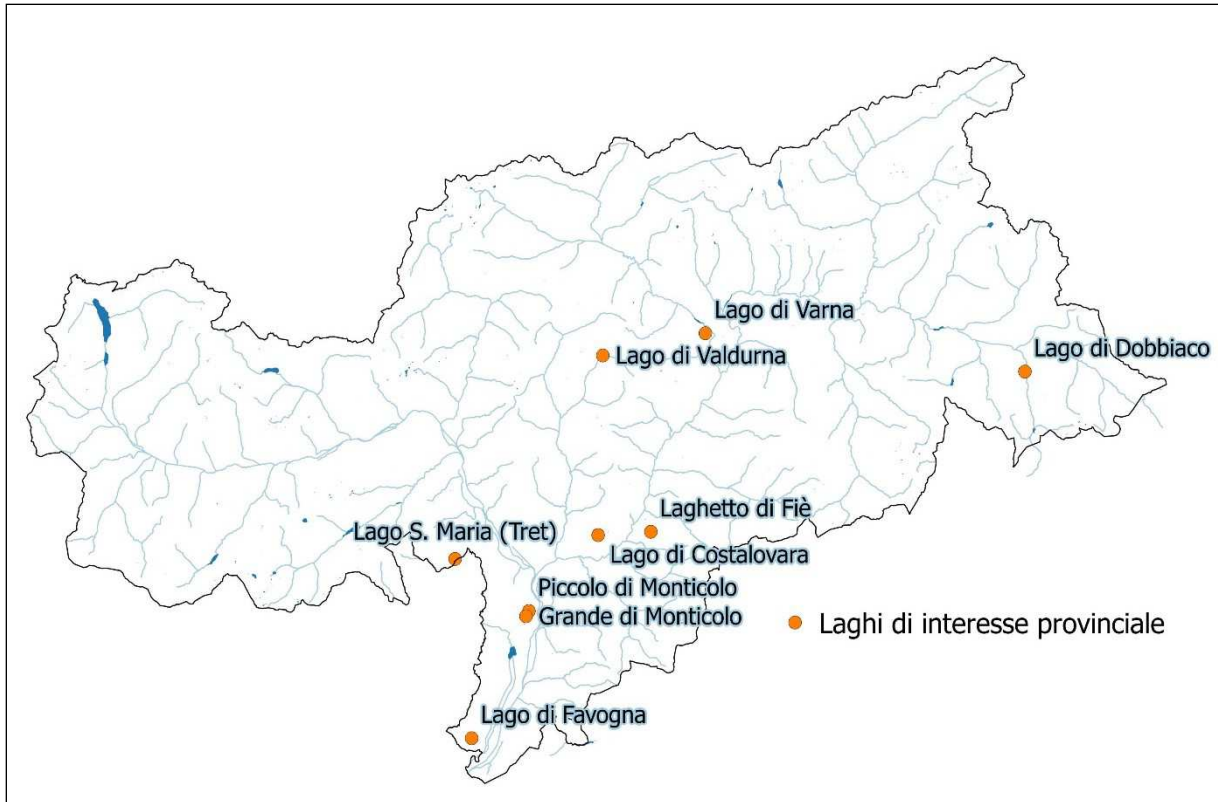 Lago di Varna
Lago di Valdurna
Lago di Dobbiaco
Laghetto di Fiè
Lago S. Maria (Tret)
Lago di Costalovara
Piccolo di Monticolo
Grande di Monticolo
Laghi di interesse provinciale
Lago di Favogna